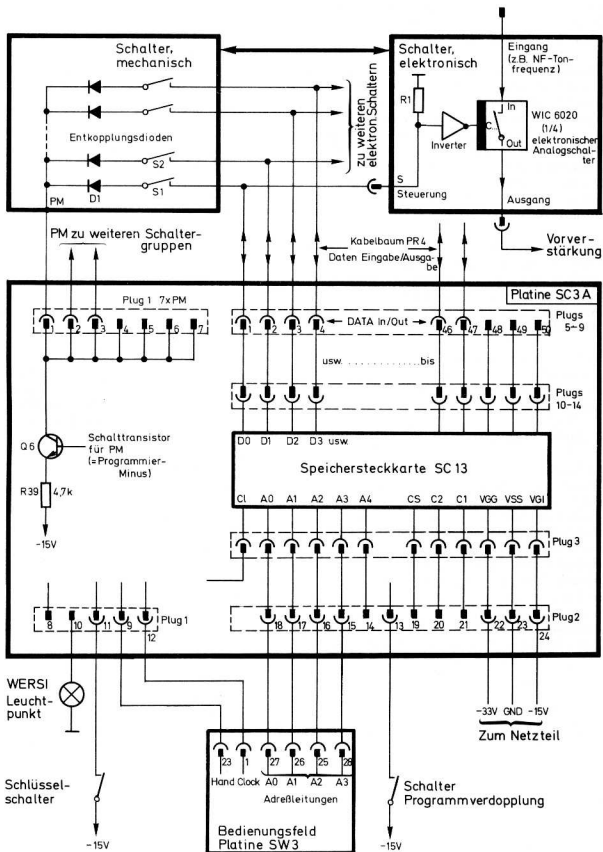 Schalter,
mechanisch
Entkopplungsdioden
S2
PM
D1
S1
zu weiteren
elektron. Schaltern
Schalter,
elektronisch
R1
Inverter
S
Steuerung
Eingang
(z.B. NF-Ton-
frequenz)
In
C
Out
WIC 6020
(1/4)
elektronischer
Analogschal-
ter
Ausgang
Vorver-
stärkung
PM zu weiteren Schalter-
gruppen
Kabelbaum PR4
Daten Eingabe/Ausga-
be
Platine SC3A
Plug 1 7xPM
1 2 3 4 5 6 7
1 2 3 4
DATA In/Out
46 47 48 49 50
Plugs
5-9
usw. ............bis
Plugs
10-14
Q6
Schalttransistor
für PM
(=Programmier-
Minus)
R39 4,7k
-15V
D0 D1 D2 D3 usw.
Speichersteckkarte SC 13
Cl A0 A1 A2 A3 A4 CS C2 C1 VGG VSS VGI
Plug 3
8 10 11 9 12
Plug 1
18 17 16 15 14 13 19 20 21 22 23 24
Plug 2
WERSI
Leucht-
punkt
-33V GND -15V
Zum Netzteil
Schlüssel-
schalter
-15V
23 1 27 26 25 28
Hand Clock A0 A1 A2 A3
Adreßleitungen
Bedienungsfeld
Platine SW3
Schalter
Programmverdopplung
-15V